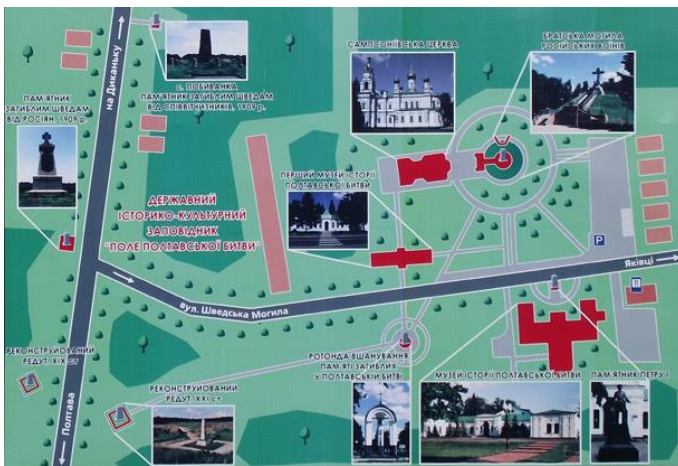 на Диканьку
с. Побиванка
ПАМ'ЯТНИК
ЗАГИБЛИМ ШВЕДАМ
ВІД СПІВВІТЧИЗНИКІВ, 1909 р.
ПАМ'ЯТНИК
ЗАГИБЛИМ ШВЕДАМ
ВІД РОСІЯН, 1909 р.
САМПСОНІЇВСЬКА ЦЕРКВА
БРАТСЬКА МОГИЛА
РОСІЙСЬКИХ ВОЇНІВ
ПЕРШИЙ МУЗЕЙ ІСТОРІЇ
ПОЛТАВСЬКОЇ БИТВИ
ДЕРЖАВНИЙ
ІСТОРИКО-КУЛЬТУРНИЙ
ЗАПОВІДНИК
"ПОЛЕ ПОЛТАВСЬКОЇ БИТВИ"
P
Яківці
вул. Шведська Могила
РЕКОНСТРУЙОВАНИЙ
РЕДУТ, XIX ст
Полтава
РЕКОНСТРУЙОВАНИЙ
РЕДУТ, XXI ст
РОТОНДА ВШАНУВАННЯ
ПАМ'ЯТІ ЗАГИБЛИХ
У ПОЛТАВСЬКІЙ БИТВІ
МУЗЕЙ ІСТОРІЇ ПОЛТАВСЬКОЇ БИТВИ
ПАМ'ЯТНИК ПЕТРУ І